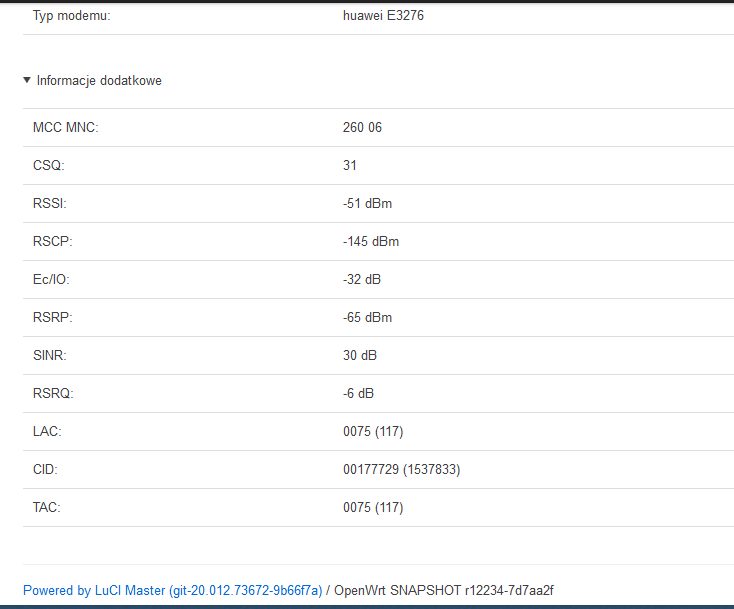 Typ modemu: huawei E3276
▼ Informacje dodatkowe
MCC MNC: 260 06
CSQ: 31
RSSI: -51 dBm
RSCP: -145 dBm
Ec/IO: -32 dB
RSRP: -65 dBm
SINR: 30 dB
RSRQ: -6 dB
LAC: 0075 (117)
CID: 00177729 (1537833)
TAC: 0075 (117)
Powered by LuCI Master (git-20.012.73672-9b66f7a) / OpenWrt SNAPSHOT r12234-7d7aa2f